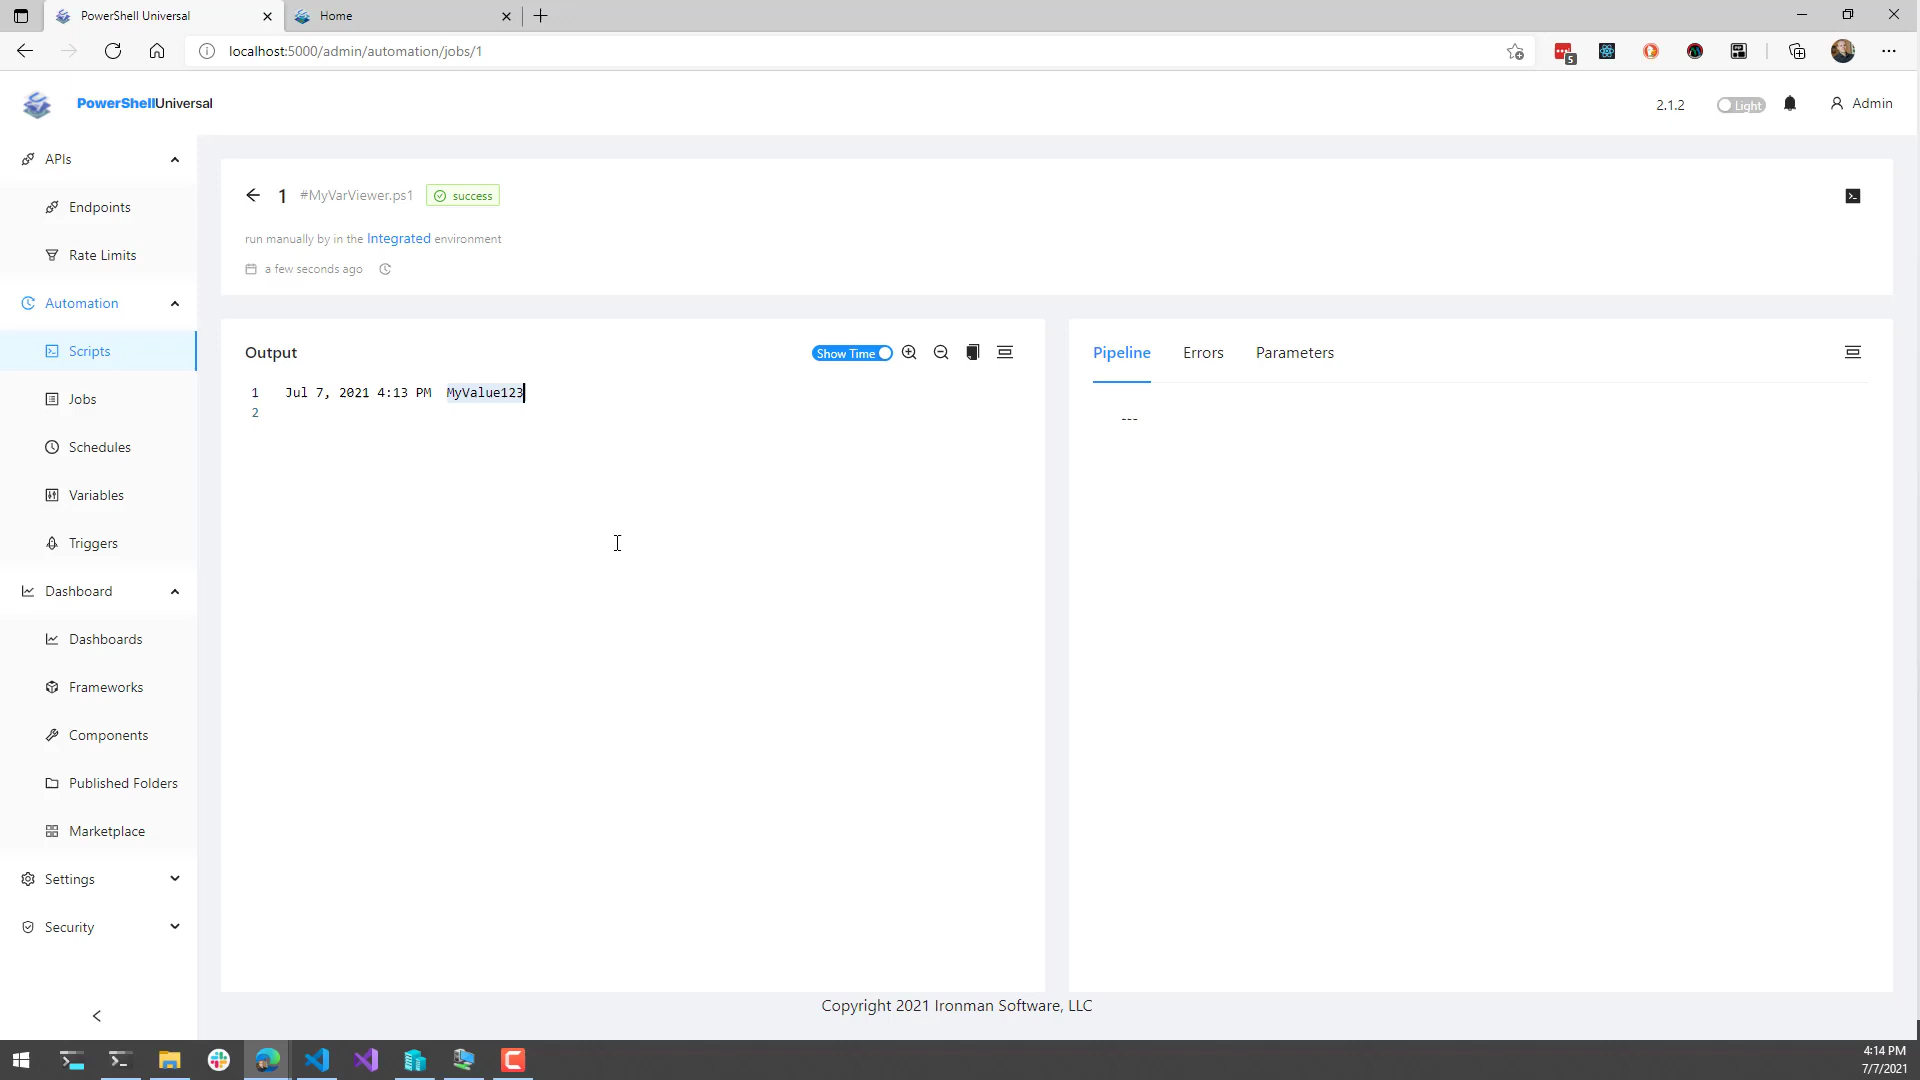 PowerShell Universal
Home
localhost:5000/admin/automation/jobs/1
5
PowerShellUniversal
2.1.2
Light
Admin
APIs
Endpoints
Rate Limits
Automation
Scripts
Jobs
Schedules
Variables
Triggers
Dashboard
Dashboards
Frameworks
Components
Published Folders
Marketplace
Settings
Security
1 #MyVarViewer.ps1 success
run manually by in the Integrated environment
a few seconds ago
Output
Show Time
1 Jul 7, 2021 4:13 PM MyValue123
2
Pipeline Errors Parameters
---
Copyright 2021 Ironman Software, LLC
4:14 PM
7/7/2021